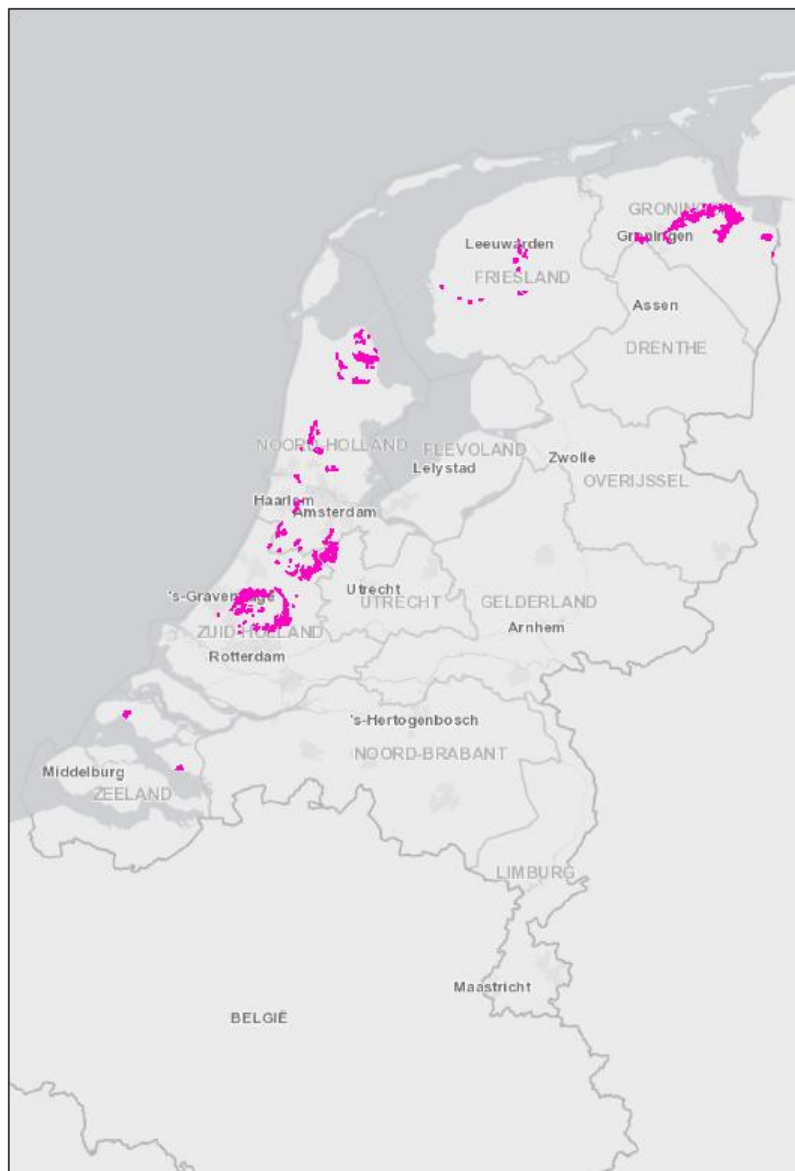 GRONINGEN
Groningen
Leeuwarden
FRIESLAND
Assen
DRENTHE
NOORD-HOLLAND
FLEVOLAND
Lelystad
Zwolle
OVERIJSSEL
Haarlem
Amsterdam
's-Gravenhage
Utrecht
UTRECHT
GELDERLAND
Arnhem
ZUID-HOLLAND
Rotterdam
's-Hertogenbosch
NOORD-BRABANT
Middelburg
ZEELAND
LIMBURG
Maastricht
BELGIË